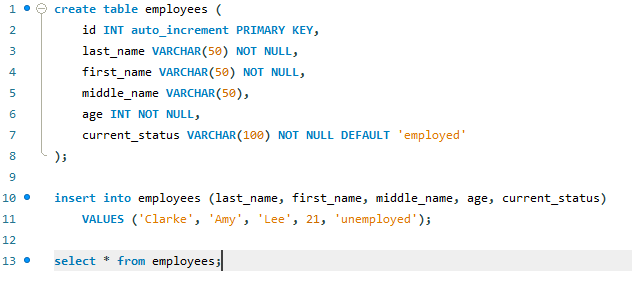 1 create table employees (
2 id INT auto_increment PRIMARY KEY,
3 last_name VARCHAR(50) NOT NULL,
4 first_name VARCHAR(50) NOT NULL,
5 middle_name VARCHAR(50),
6 age INT NOT NULL,
7 current_status VARCHAR(100) NOT NULL DEFAULT 'employed'
8 );
9
10 insert into employees (last_name, first_name, middle_name, age, current_status)
11 VALUES ('Clarke', 'Amy', 'Lee', 21, 'unemployed');
12
13 select * from employees;